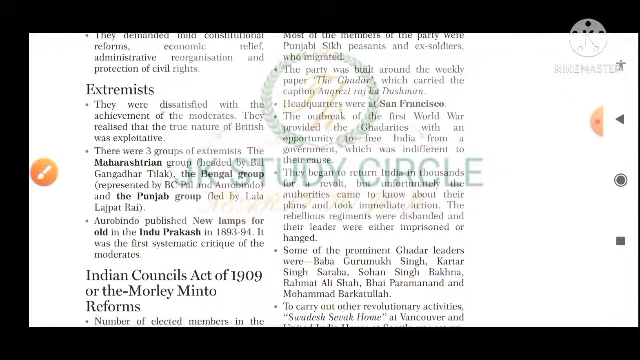 They demanded mild constitutional
reforms, economic relief,
administrative reorganisation and
protection of civil rights.
Extremists
They were dissatisfied with the
achievement of the moderates. They
realised that the true nature of British
was exploitative.
There were 3 groups of extremists. The
Maharashtrian group (headed by Bal
Gangadhar Tilak), the Bengal group
(represented by BC Pal and Aurobindo)
and the Punjab group (led by Lala
Lajpat Rai).
Aurobindo published New lamps for
old in the Indu Prakash in 1893-94. It
was the first systematic critique of the
moderates.
Indian Councils Act of 1909
or the Morley Minto
Reforms
Number of elected members in the
Most of the members of the party were
Punjabi Sikh peasants and ex-soldiers,
who migrated.
The party was built around the weekly
paper 'The Ghadar', which carried the
caption Angrezi raj ka Dushman.
Headquarters were at San Francisco.
The outbreak of the first World War
provided the Ghadarites with an
opportunity to free India from a
government, which was indifferent to
their cause.
They began to return India in thousands
for a revolt, but unfortunately the
authorities came to know about their
plans and took immediate action. The
rebellious regiments were disbanded and
their leader were either imprisoned or
hanged.
Some of the prominent Ghadar leaders
were—Baba Gurumukh Singh, Kartar
Singh Saraba, Sohan Singh Bakhna,
Rahmat Ali Shah, Bhai Paramanand and
Mohammad Barkatullah.
To carry out other revolutionary activities,
"Swadesh Sevak Home" at Vancouver and
JK STUDY CIRCLE
KINEMASTER